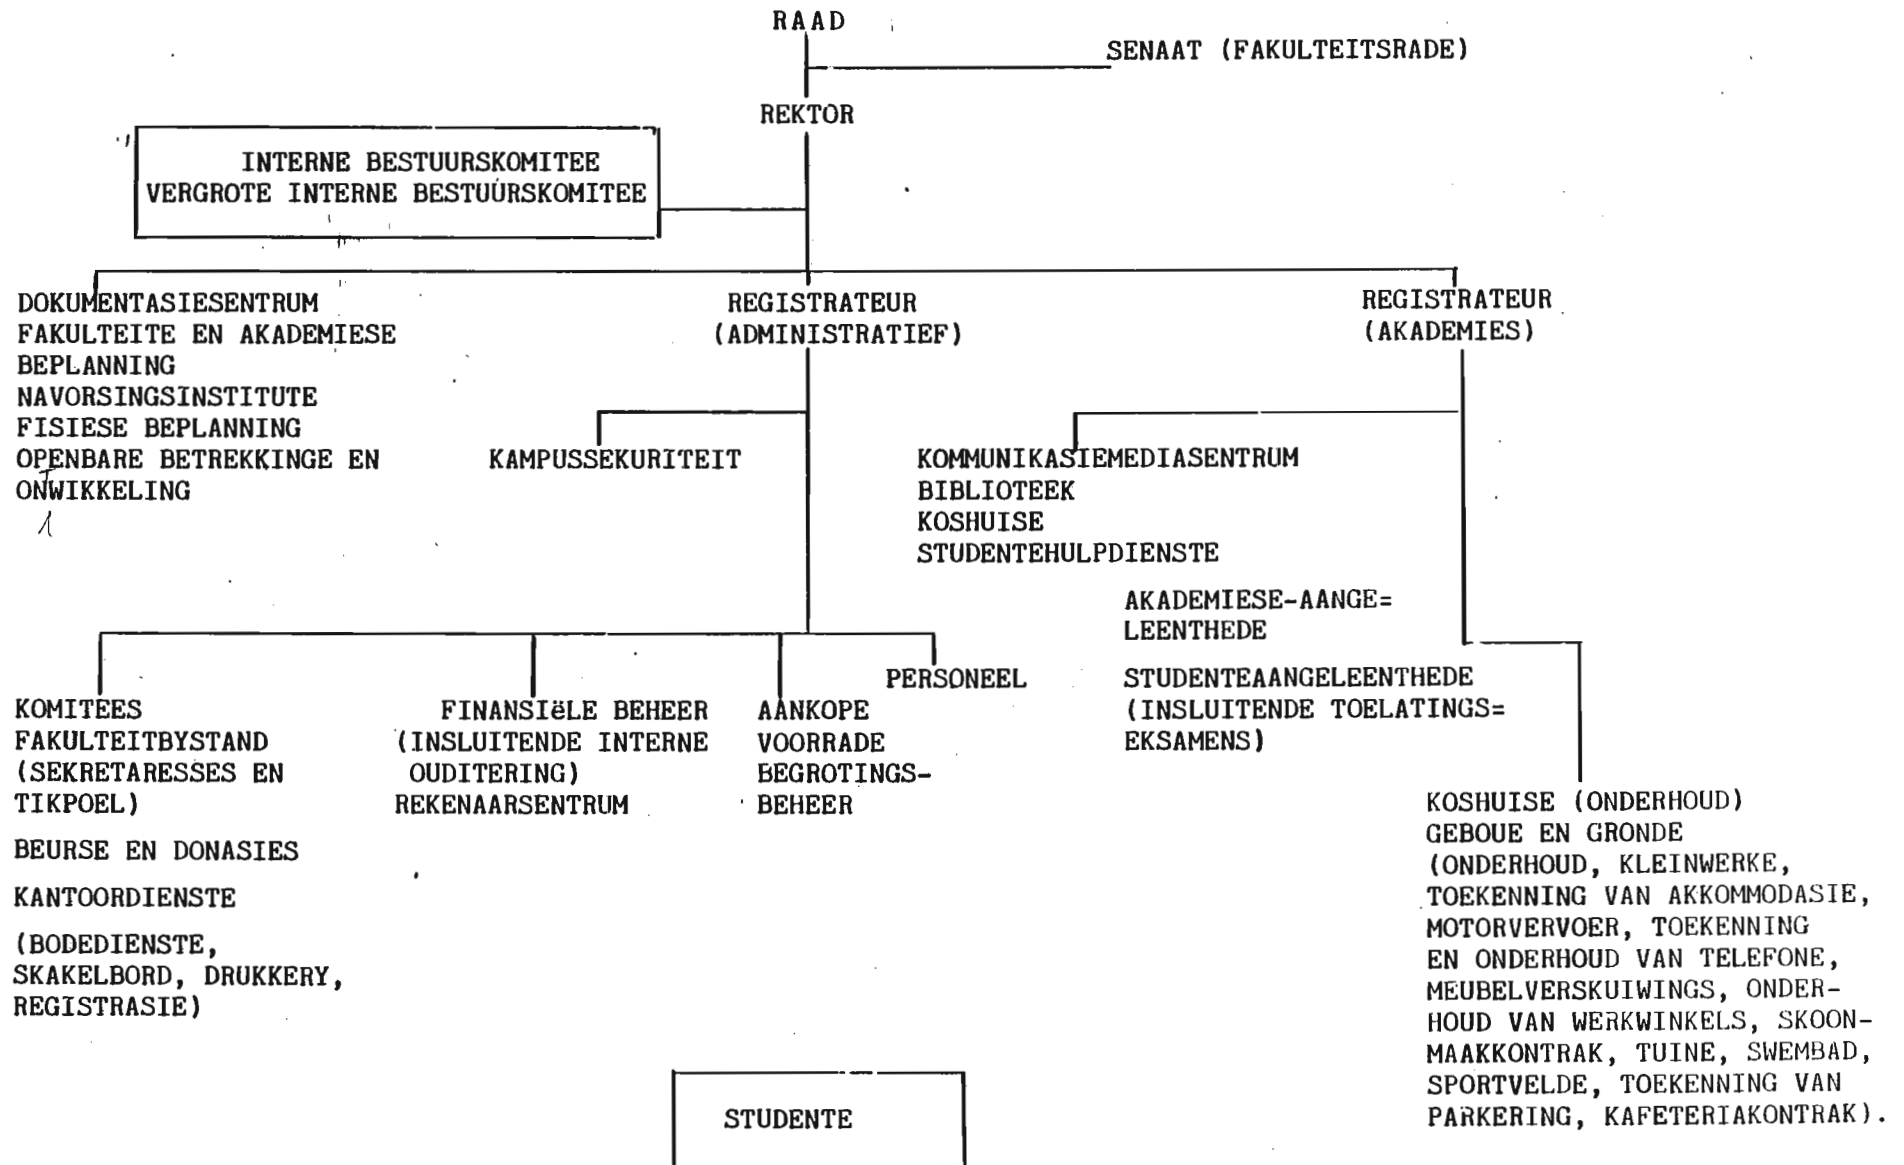 RAAD
SENAAT (FAKULTEITSRADE)
REKTOR
INTERNE BESTUURSKOMITEE
VERGROTE INTERNE BESTUURSKOMITEE
DOKUMENTASIESENTRUM
FAKULTEITE EN AKADEMIESE
BEPLANNING
NAVORSINGSINSTITUTE
FISIESE BEPLANNING
OPENBARE BETREKKINGE EN
ONTWIKKELING
REGISTRATEUR
(ADMINISTRATIEF)
REGISTRATEUR
(AKADEMIES)
KAMPUSSEKURITEIT
KOMMUNIKASIEMEDIASENTRUM
BIBLIOTEEK
KOSHUISE
STUDENTEHULPDIENSTE
AKADEMIESE-AANGE=
LEENTHEDE
STUDENTEAANGELEENTHEDE
(INSLUITENDE TOELATINGS=
EKSAMENS)
KOMITEES
FAKULTEITBYSTAND
(SEKRETARESSES EN
TIKPOEL)
BEURSE EN DONASIES
KANTOORDIENSTE
(BODEDIENSTE,
SKAKELBORD, DRUKKERY,
REGISTRASIE)
FINANSIëLE BEHEER
(INSLUITENDE INTERNE
OUDITERING)
REKENAARSENTRUM
AANKOPE
VOORRADE
BEGROTINGS-
BEHEER
PERSONEEL
KOSHUISE (ONDERHOUD)
GEBOUE EN GRONDE
(ONDERHOUD, KLEINWERKE,
TOEKENNING VAN AKKOMMODASIE,
MOTORVERVOER, TOEKENNING
EN ONDERHOUD VAN TELEFONE,
MEUBELVERSKUIWINGS, ONDER-
HOUD VAN WERKWINKELS, SKOON-
MAAKKONTRAK, TUINE, SWEMBAD,
SPORTVELDE, TOEKENNING VAN
PARKERING, KAFETERIAKONTRAK).
STUDENTE